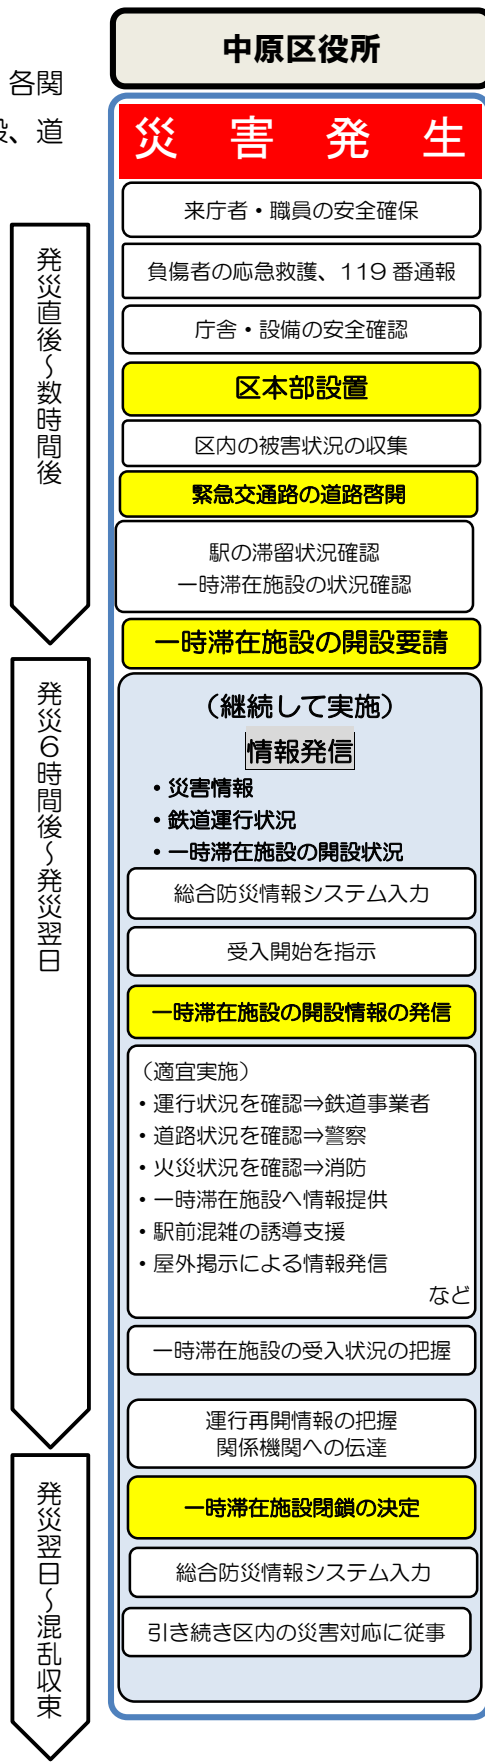 中原区役所
各関
設、道
災害発生
発災直後～数時間後
来庁者・職員の安全確保
負傷者の応急救護、119番通報
庁舎・設備の安全確認
区本部設置
区内の被害状況の収集
緊急交通路の道路啓開
駅の滞留状況確認
一時滞在施設の状況確認
一時滞在施設の開設要請
発災6時間後～発災翌日
（継続して実施）
情報発信
・災害情報
・鉄道運行状況
・一時滞在施設の開設状況
総合防災情報システム入力
受入開始を指示
一時滞在施設の開設情報の発信
（適宜実施）
・運行状況を確認⇒鉄道事業者
・道路状況を確認⇒警察
・火災状況を確認⇒消防
・一時滞在施設へ情報提供
・駅前混雑の誘導支援
・屋外掲示による情報発信
など
一時滞在施設の受入状況の把握
運行再開情報の把握
関係機関への伝達
発災翌日～混乱収束
一時滞在施設閉鎖の決定
総合防災情報システム入力
引き続き区内の災害対応に従事